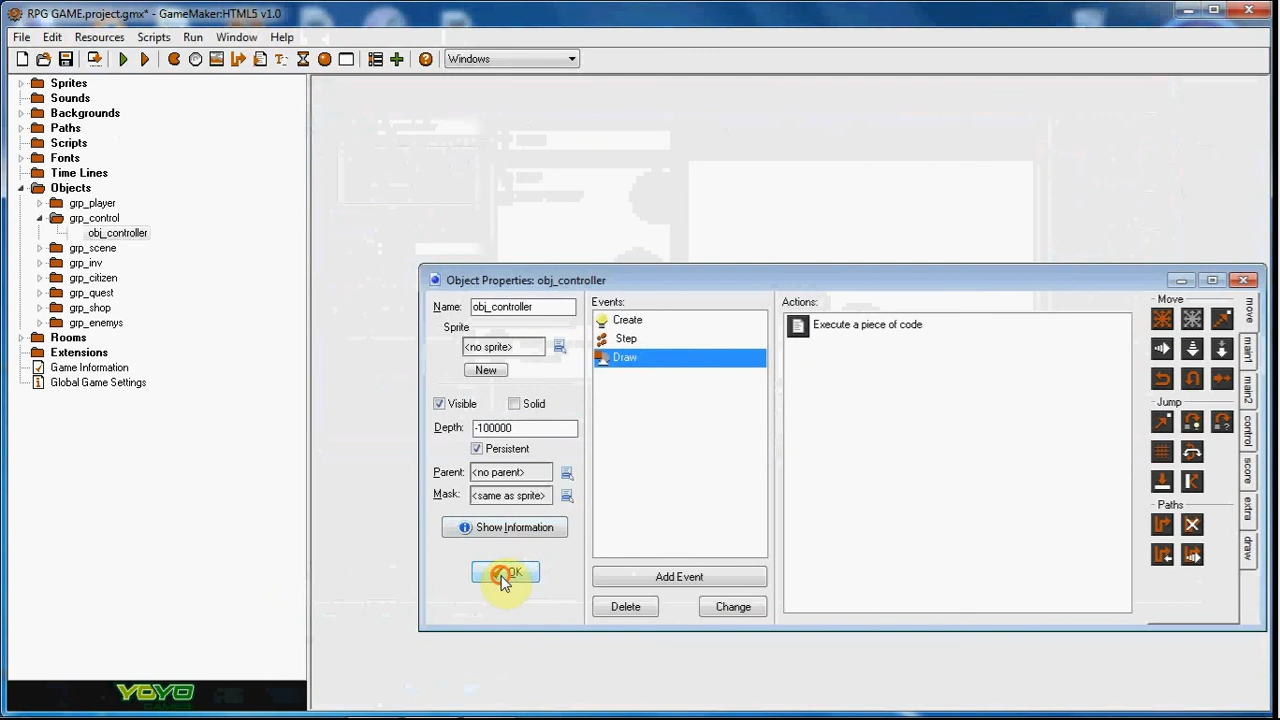 RPG GAME.project.gmx* - GameMaker:HTML5 v1.0
File Edit Resources Scripts Run Window Help
Windows
Sprites
Sounds
Backgrounds
Paths
Scripts
Fonts
Time Lines
Objects
grp_player
grp_control
obj_controller
grp_scene
grp_inv
grp_citizen
grp_quest
grp_shop
grp_enemys
Rooms
Extensions
Game Information
Global Game Settings
YOYO
GAMES
Object Properties: obj_controller
Name: obj_controller
Sprite
<no sprite>
New
Visible Solid
Depth: -100000
Persistent
Parent: <no parent>
Mask: <same as sprite>
Show Information
OK
Events:
Create
Step
Draw
Add Event
Delete Change
Actions:
Execute a piece of code
Move
Jump
Paths
move
main1
main2
control
score
extra
draw